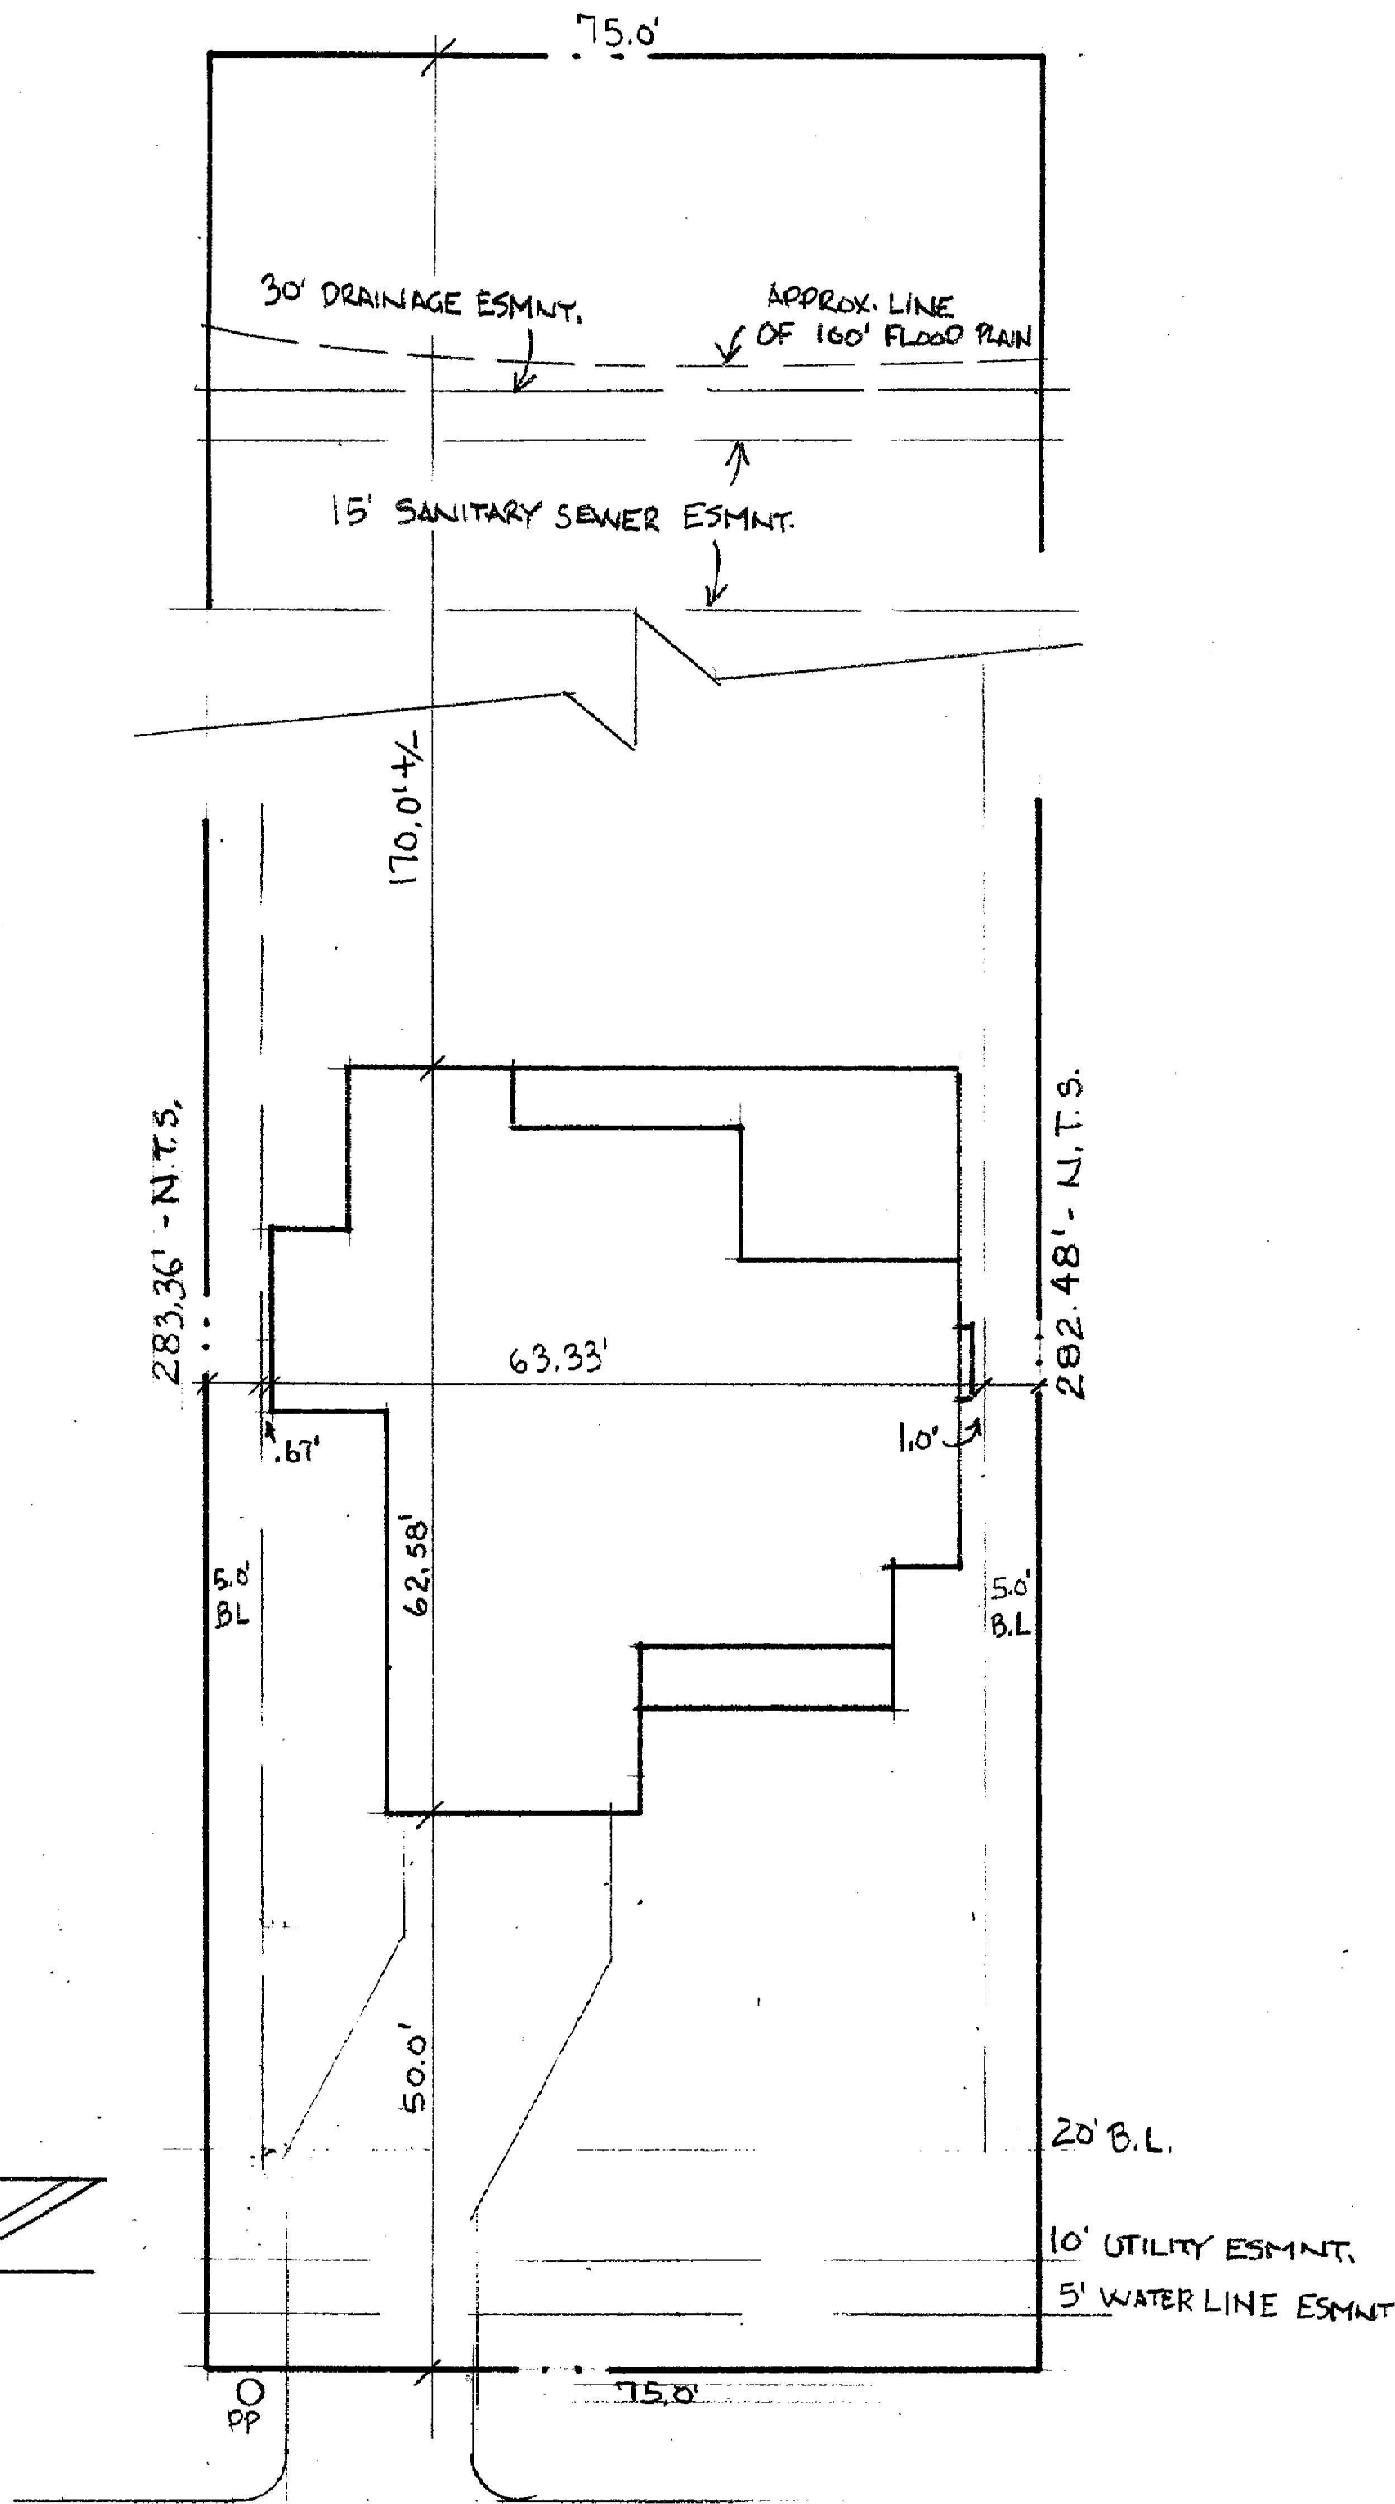 75.0'
30' DRAINAGE ESMNT.
APPROX. LINE
OF 100' FLOOD PLAIN
15' SANITARY SEWER ESMNT.
170.0' +/-
283.36' - N.T.S.
282.48' - N.T.S.
63.33'
.67'
1.0'
62.58'
5.0'
BL
5.0'
B.L
50.0'
20' B.L.
10' UTILITY ESMNT.
5' WATER LINE ESMNT
75.0'
PP